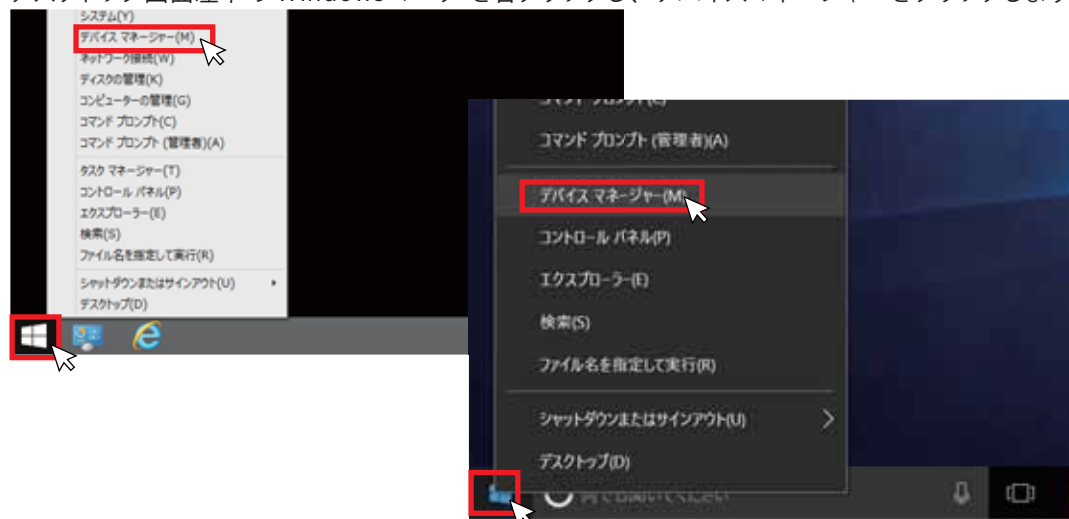 システム(Y)
デバイス マネージャー(M)
ネットワーク接続(W)
ディスクの管理(K)
コンピューターの管理(G)
コマンド プロンプト(C)
コマンド プロンプト (管理者)(A)
タスク マネージャー(T)
コントロール パネル(P)
エクスプローラー(E)
検索(S)
ファイル名を指定して実行(R)
シャットダウンまたはサインアウト(U)
デスクトップ(D)
コマンド プロンプト (管理者)(A)
デバイス マネージャー(M)
コントロール パネル(P)
エクスプローラー(E)
検索(S)
ファイル名を指定して実行(R)
シャットダウンまたはサインアウト(U)
デスクトップ(D)